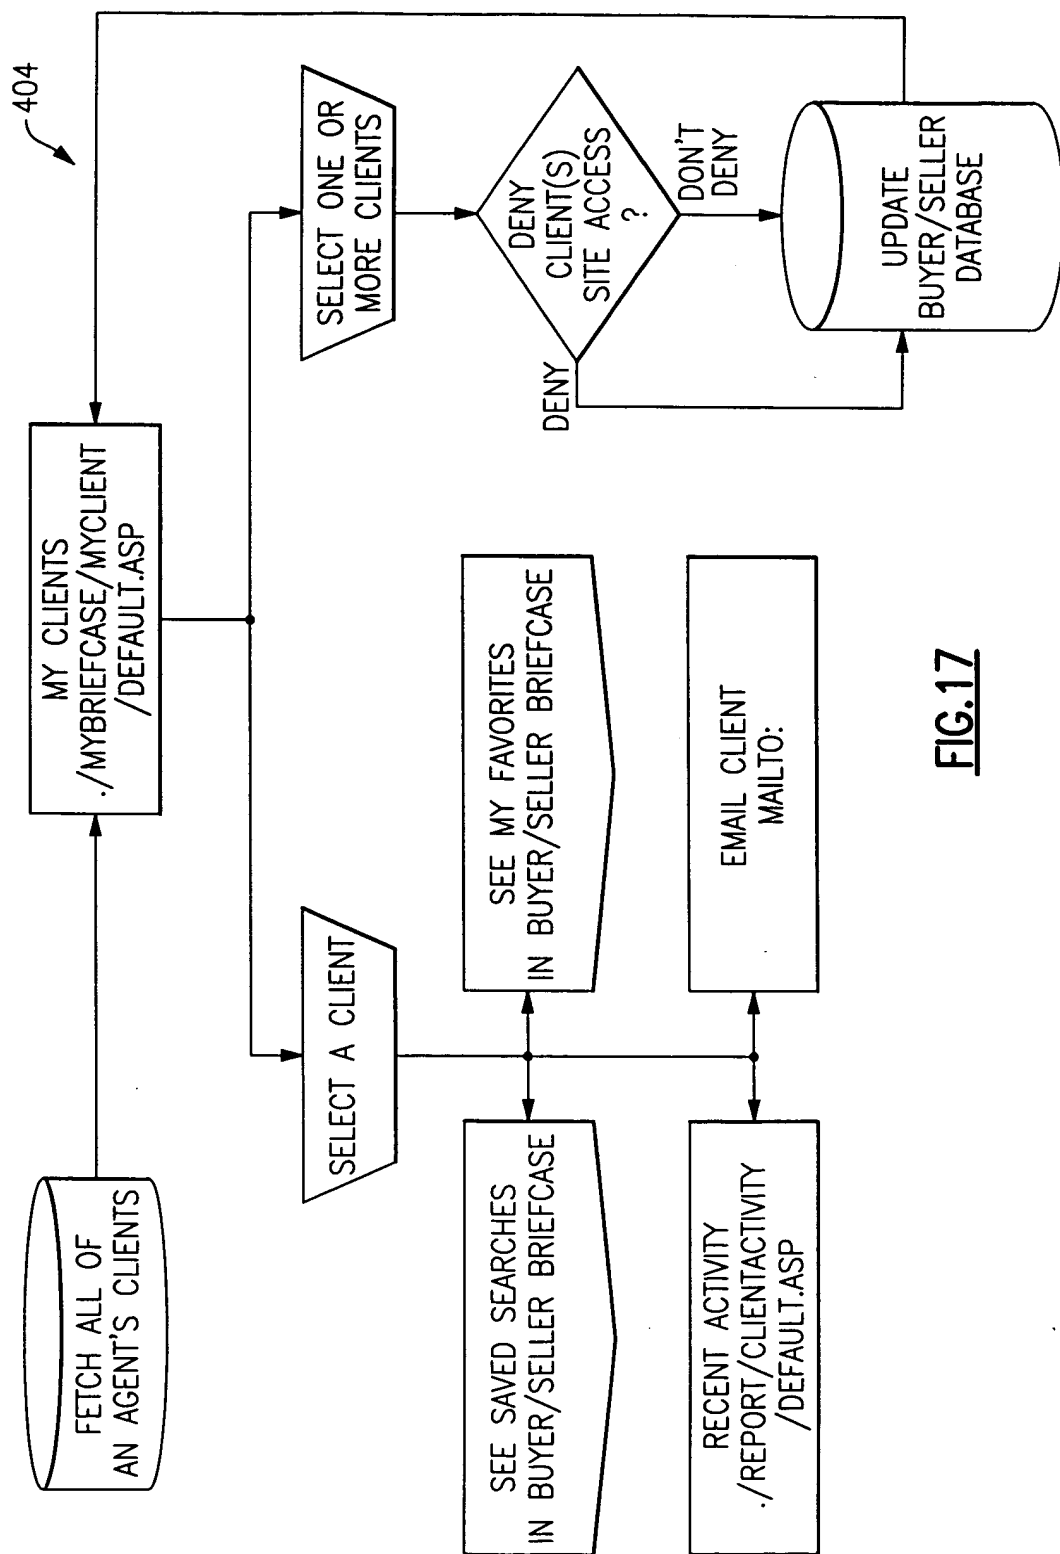 404
FETCH ALL OF
AN AGENT'S CLIENTS
MY CLIENTS
./MYBRIEFCASE/MYCLIENT
/DEFAULT.ASP
SELECT A CLIENT
SELECT ONE OR
MORE CLIENTS
SEE SAVED SEARCHES
IN BUYER/SELLER BRIEFCASE
SEE MY FAVORITES
IN BUYER/SELLER BRIEFCASE
DENY
CLIENT(S)
SITE ACCESS
?
DENY
DON'T
DENY
RECENT ACTIVITY
./REPORT/CLIENTACTIVITY
/DEFAULT.ASP
EMAIL CLIENT
MAILTO:
UPDATE
BUYER/SELLER
DATABASE
FIG.17